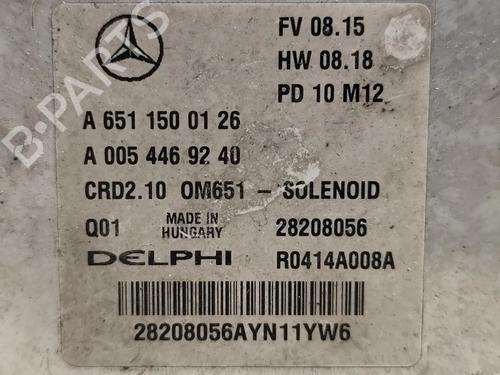 FV 08.15
HW 08.18
PD 10 M12
A 651 150 01 26
A 005 446 92 40
CRD2.10 OM651 - SOLENOID
Q01 MADE IN HUNGARY 28208056
DELPHI R0414A008A
28208056AYN11YW6
B-PARTS